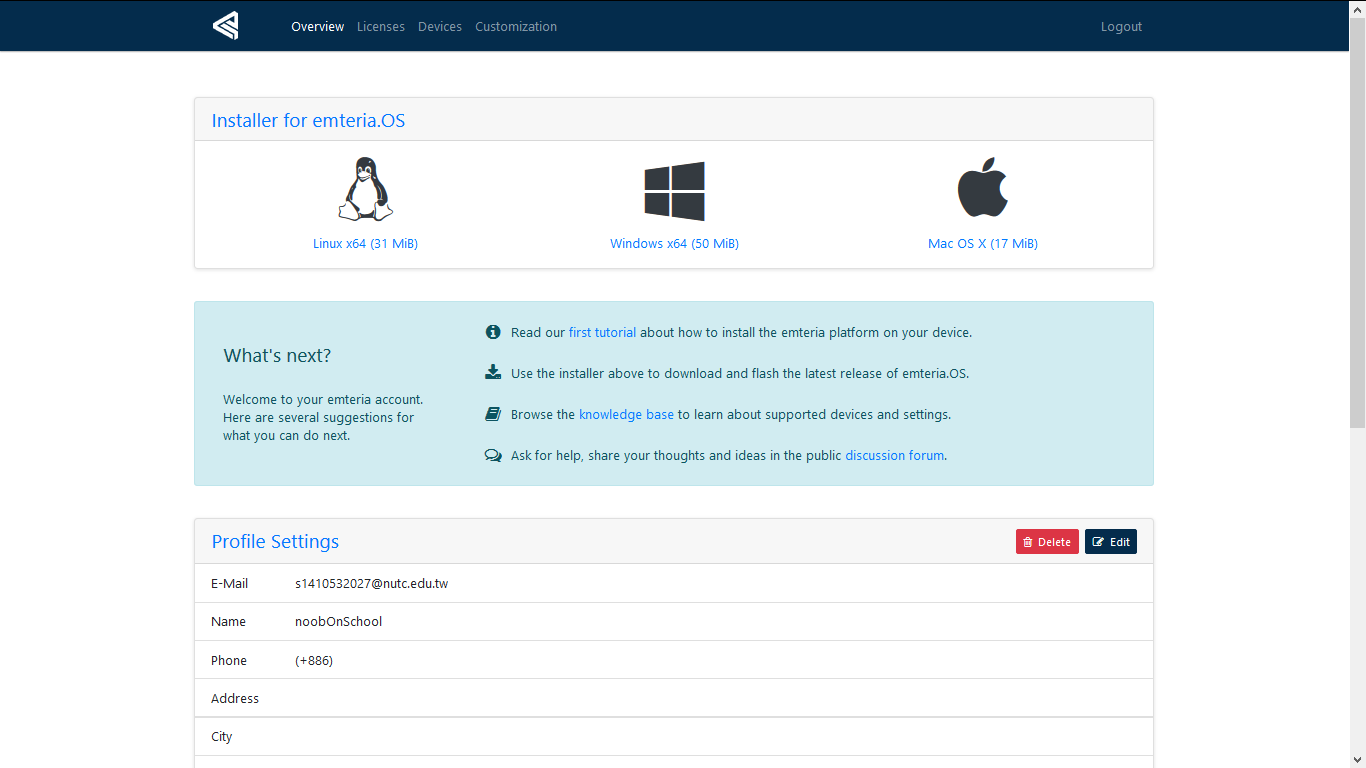 Overview Licenses Devices Customization Logout
Installer for emteria.OS
Linux x64 (31 MiB) Windows x64 (50 MiB) Mac OS X (17 MiB)
What's next?
Welcome to your emteria account.
Here are several suggestions for
what you can do next.
Read our first tutorial about how to install the emteria platform on your device.
Use the installer above to download and flash the latest release of emteria.OS.
Browse the knowledge base to learn about supported devices and settings.
Ask for help, share your thoughts and ideas in the public discussion forum.
Profile Settings Delete Edit
E-Mail s1410532027@nutc.edu.tw
Name noobOnSchool
Phone (+886)
Address
City